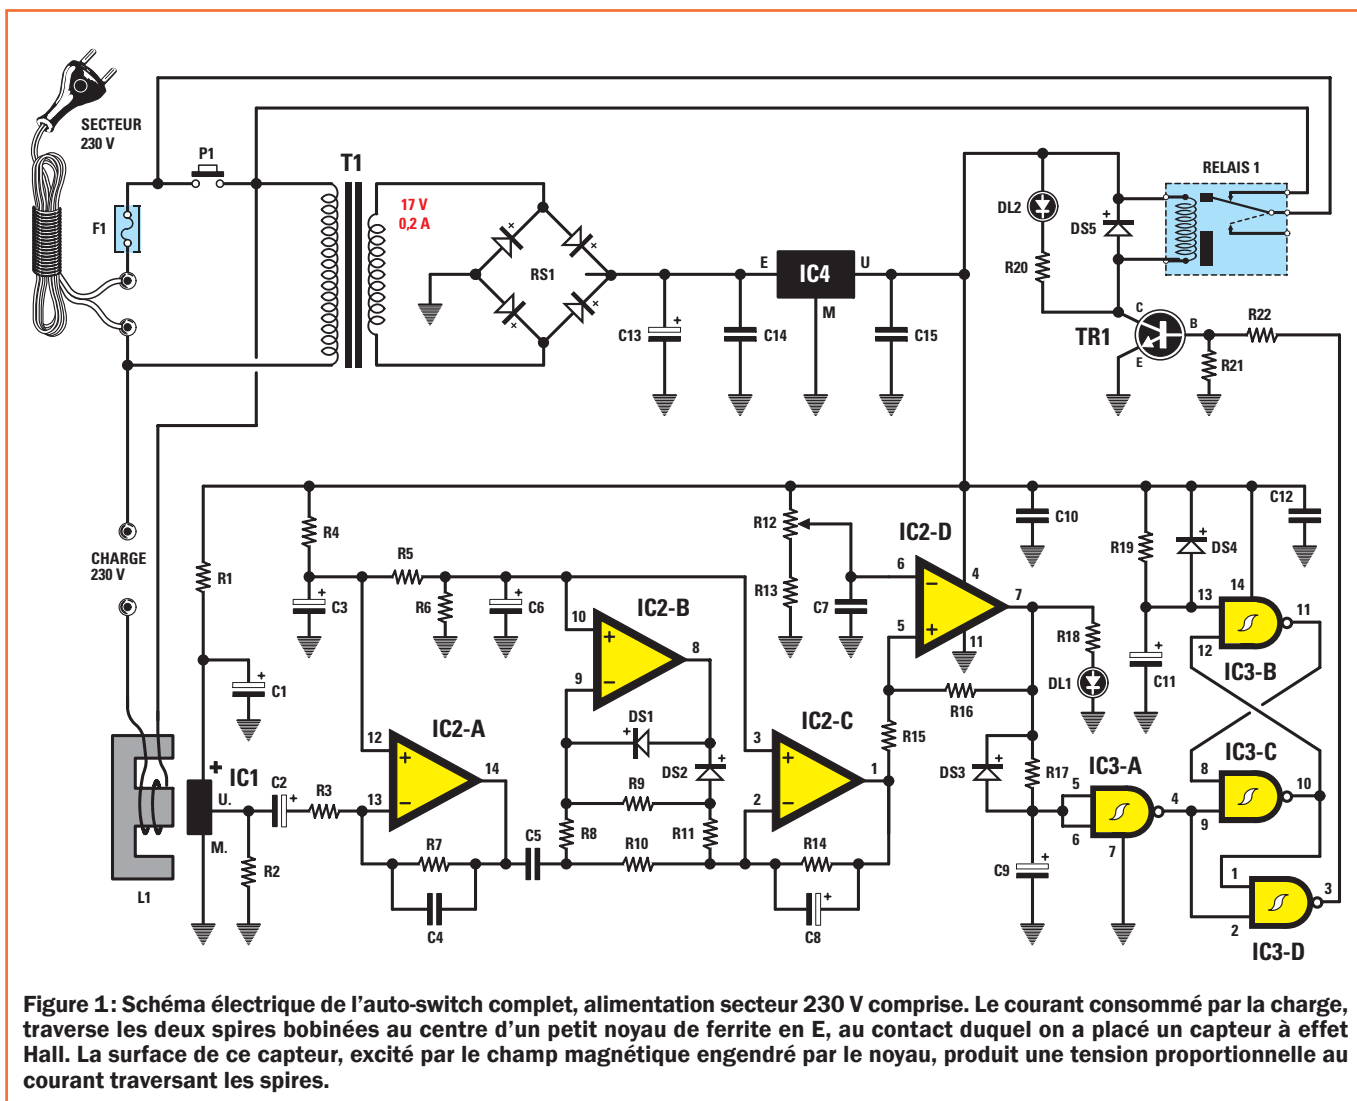 SECTEUR
230 V
P1
T1
17 V
0,2 A
F1
RS1
E
IC4
U
M
C13
+
C14
C15
DL2
R20
DS5
+
RELAIS 1
C
B
E
TR1
R22
R21
CHARGE
230 V
R1
R4
R5
R6
C3
+
C6
+
C1
+
IC2-B
10
9
8
+
−
R12
R13
C7
IC2-D
6
5
4
7
11
−
+
C10
R19
DS4
+
C12
14
13
12
11
IC3-B
C11
+
R18
DL1
R16
R15
IC2-A
12
13
14
+
−
DS1
+
DS2
+
R9
R8
R10
R11
IC2-C
3
2
1
+
−
DS3
+
R17
IC3-A
5
6
4
7
IC3-C
8
9
10
+
IC1
U.
M.
C2
+
R3
R2
R7
C4
C5
R14
C8
+
C9
+
1
2
3
IC3-D
L1
Figure 1: Schéma électrique de l'auto-switch complet, alimentation secteur 230 V comprise. Le courant consommé par la charge,
traverse les deux spires bobinées au centre d'un petit noyau de ferrite en E, au contact duquel on a placé un capteur à effet
Hall. La surface de ce capteur, excité par le champ magnétique engendré par le noyau, produit une tension proportionnelle au
courant traversant les spires.